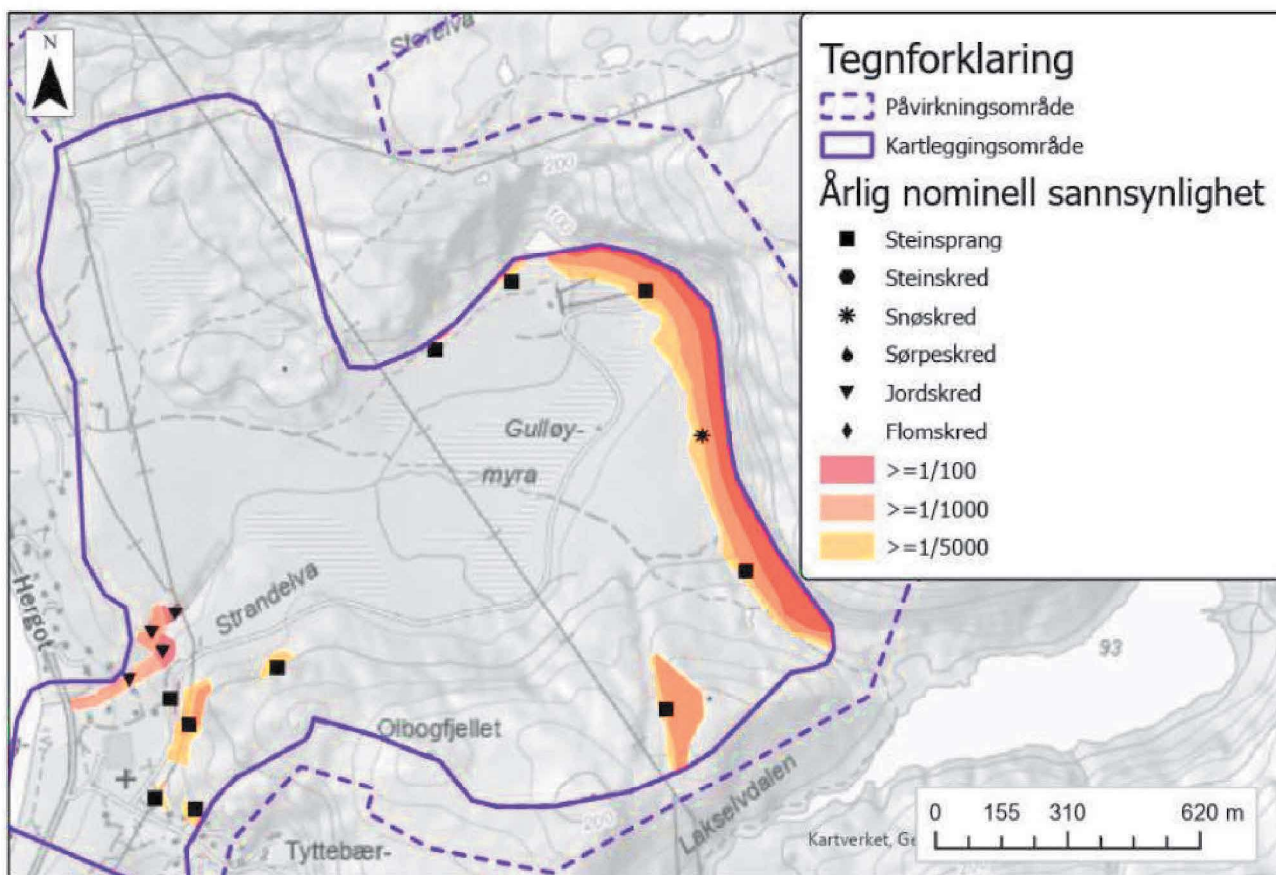 N
Storelva
200
100
Gulløy-
myra
Hergot
Strandelva
Olbogfjellet
200
Lakselvdalen
Tyttebær-
93
Tegnforklaring
Påvirkningsområde
Kartleggingsområde
Årlig nominell sannsynlighet
Steinsprang
Steinskred
Snøskred
Sørpeskred
Jordskred
Flomskred
>=1/100
>=1/1000
>=1/5000
Kartverket, Ge
0 155 310 620 m